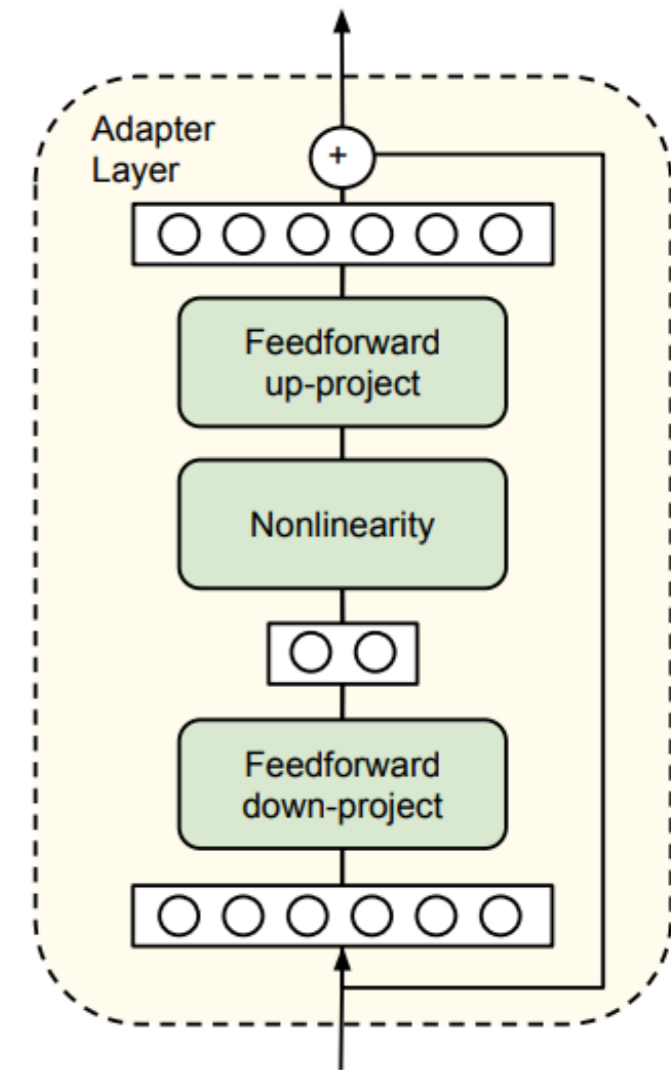 Adapter
Layer
+
Feedforward
up-project
Nonlinearity
Feedforward
down-project